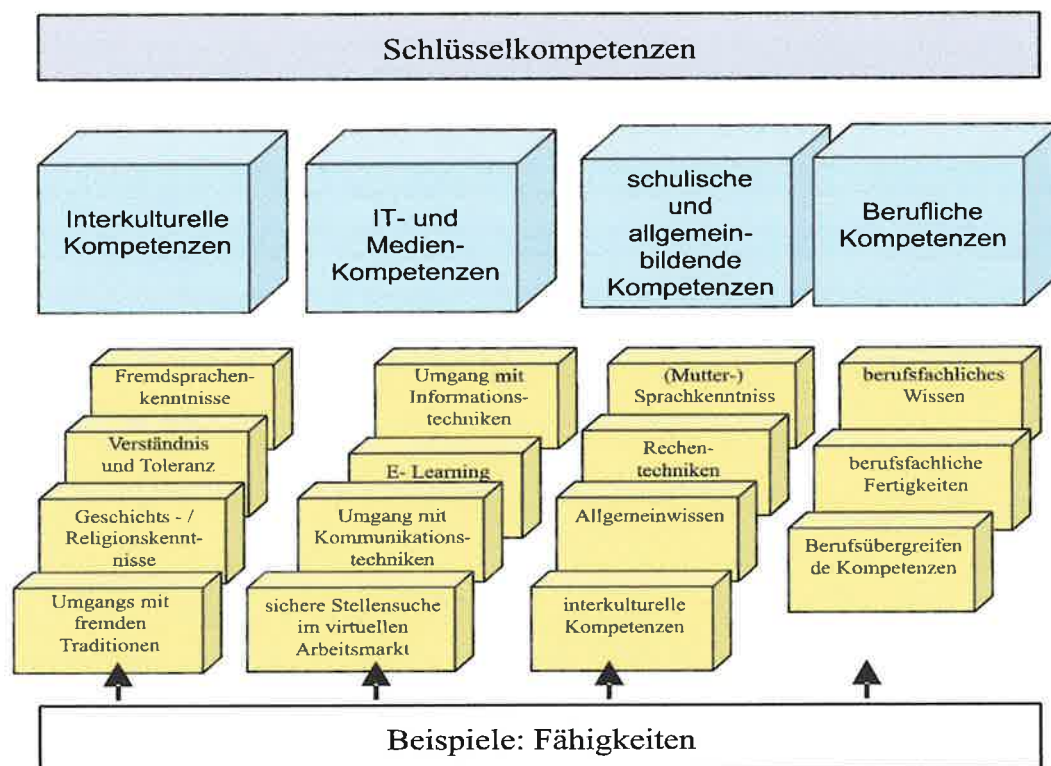 Schlüsselkompetenzen
Interkulturelle
Kompetenzen
IT- und
Medien-
Kompetenzen
schulische
und
allgemein-
bildende
Kompetenzen
Berufliche
Kompetenzen
Fremdsprachen-
kenntnisse
Verständnis
und Toleranz
Geschichts - /
Religionskennt-
nisse
Umgangs mit
fremden
Traditionen
Umgang mit
Informations-
techniken
E- Learning
Umgang mit
Kommunikations-
techniken
sichere Stellensuche
im virtuellen
Arbeitsmarkt
(Mutter-)
Sprachkenntniss
Rechen-
techniken
Allgemeinwissen
interkulturelle
Kompetenzen
berufsfachliches
Wissen
berufsfachliche
Fertigkeiten
Berufsübergreifen
de Kompetenzen
Beispiele: Fähigkeiten